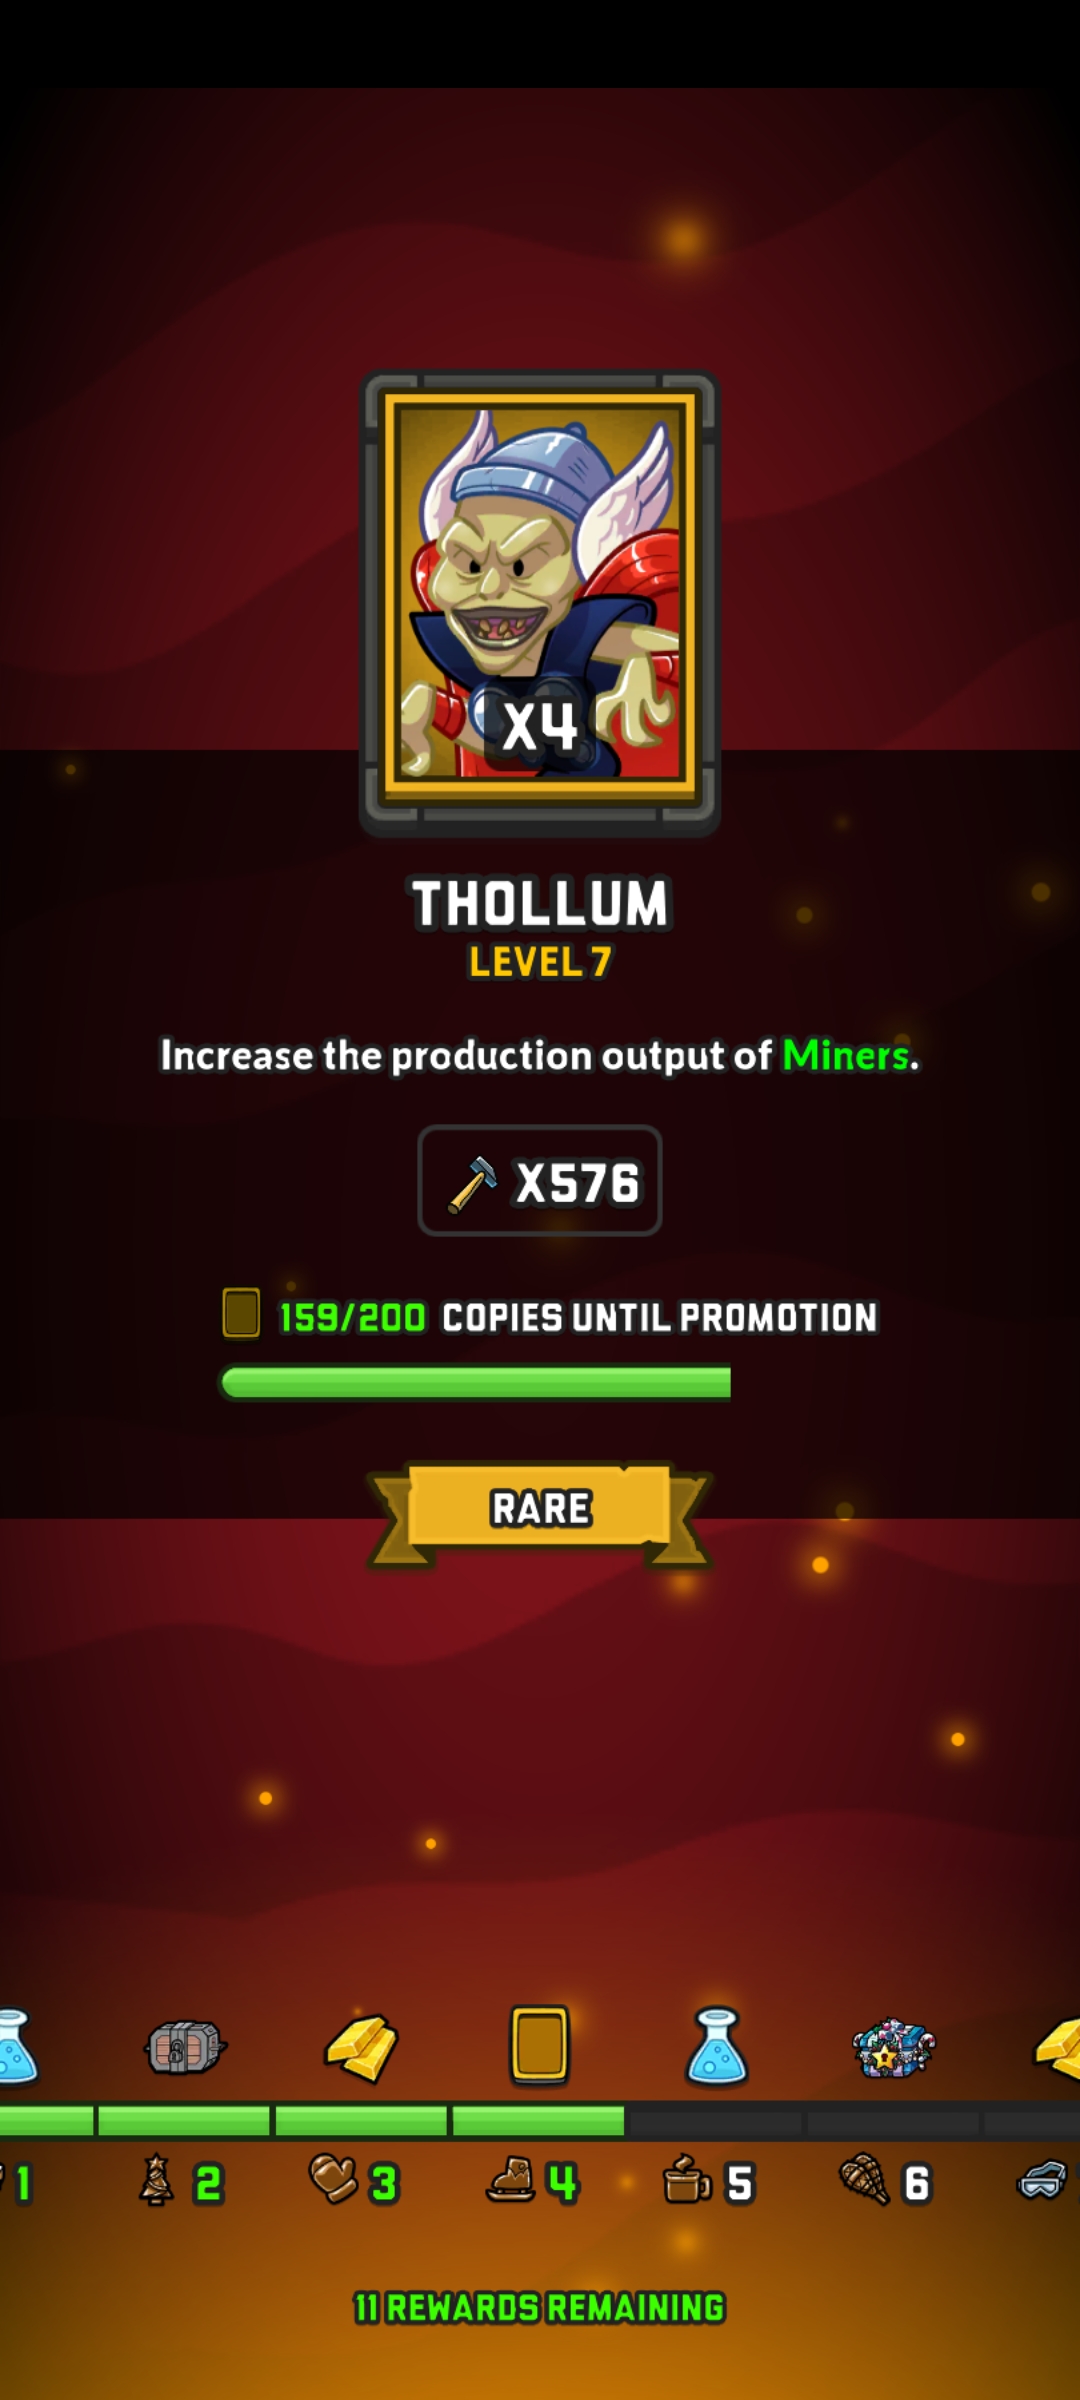 X4
THOLLUM
LEVEL 7
Increase the production output of Miners.
X576
159/200 COPIES UNTIL PROMOTION
RARE
1 2 3 4 5 6
11 REWARDS REMAINING